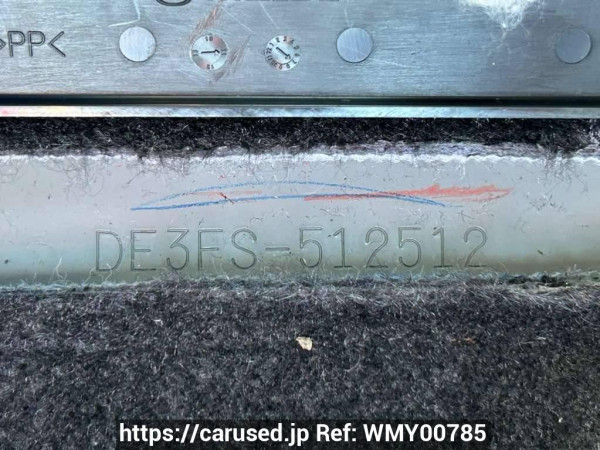 >PP<
DE3FS-512512
https://carused.jp Ref: WMY00785